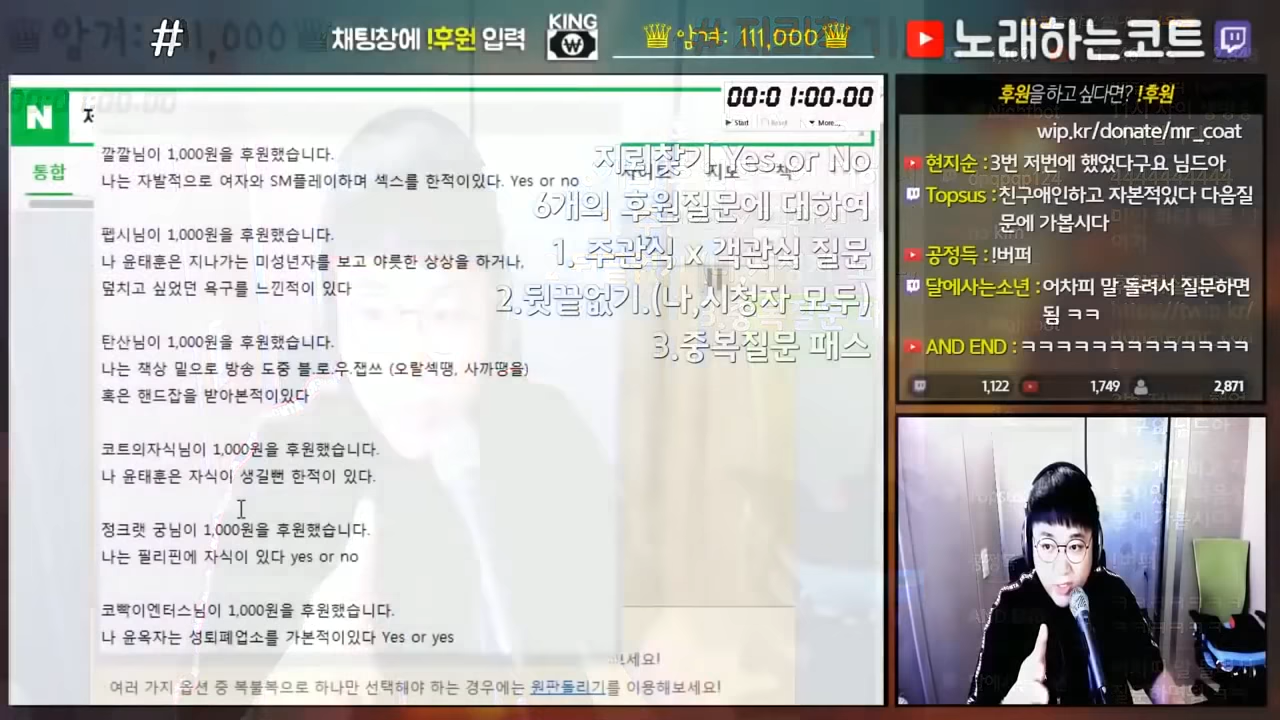 #
채팅창에 !후원 입력
KING
암겨: 111,000
노래하는코트
N
통합
00:0 1:00.00
Start
More...
깔깔님이 1,000원을 후원했습니다.
나는 자발적으로 여자와 SM플레이하며 섹스를 한적이있다. Yes or no
펩시님이 1,000원을 후원했습니다.
나 윤태훈은 지나가는 미성년자를 보고 야릇한 상상을 하거나,
덮치고 싶었던 욕구를 느낀적이 있다
탄산님이 1,000원을 후원했습니다.
나는 책상 밑으로 방송 도중 블.로.우.잽쓰 (오랄섹땡, 사까땡을)
혹은 핸드잡을 받아본적이있다
코트의자식님이 1,000원을 후원했습니다.
나 윤태훈은 자식이 생길뻔 한적이 있다.
정크랫 궁님이 1,000원을 후원했습니다.
나는 필리핀에 자식이 있다 yes or no
코빡이엔터스님이 1,000원을 후원했습니다.
나 윤옥자는 성퇴폐업소를 가본적이있다 Yes or yes
지뢰찾기 Yes or No
6개의 후원질문에 대하여
1. 주관식 x 객관식 질문
2.뒷끝없기.(나,시청자 모두)
3.중복질문 패스
보세요!
여러 가지 옵션 중 복불복으로 하나만 선택해야 하는 경우에는 원판돌리기를 이용해보세요!
후원을 하고 싶다면? !후원
wip.kr/donate/mr_coat
현지순 : 3번 저번에 했었다구요 님드아
Topsus : 친구애인하고 자본적있다 다음질
문에 가봅시다
공정득 : !버퍼
달에사는소년 : 어차피 말 돌려서 질문하면
됨 ㅋㅋ
AND END : ㅋㅋㅋㅋㅋㅋㅋㅋㅋㅋㅋㅋㅋ
1,122 1,749 2,871